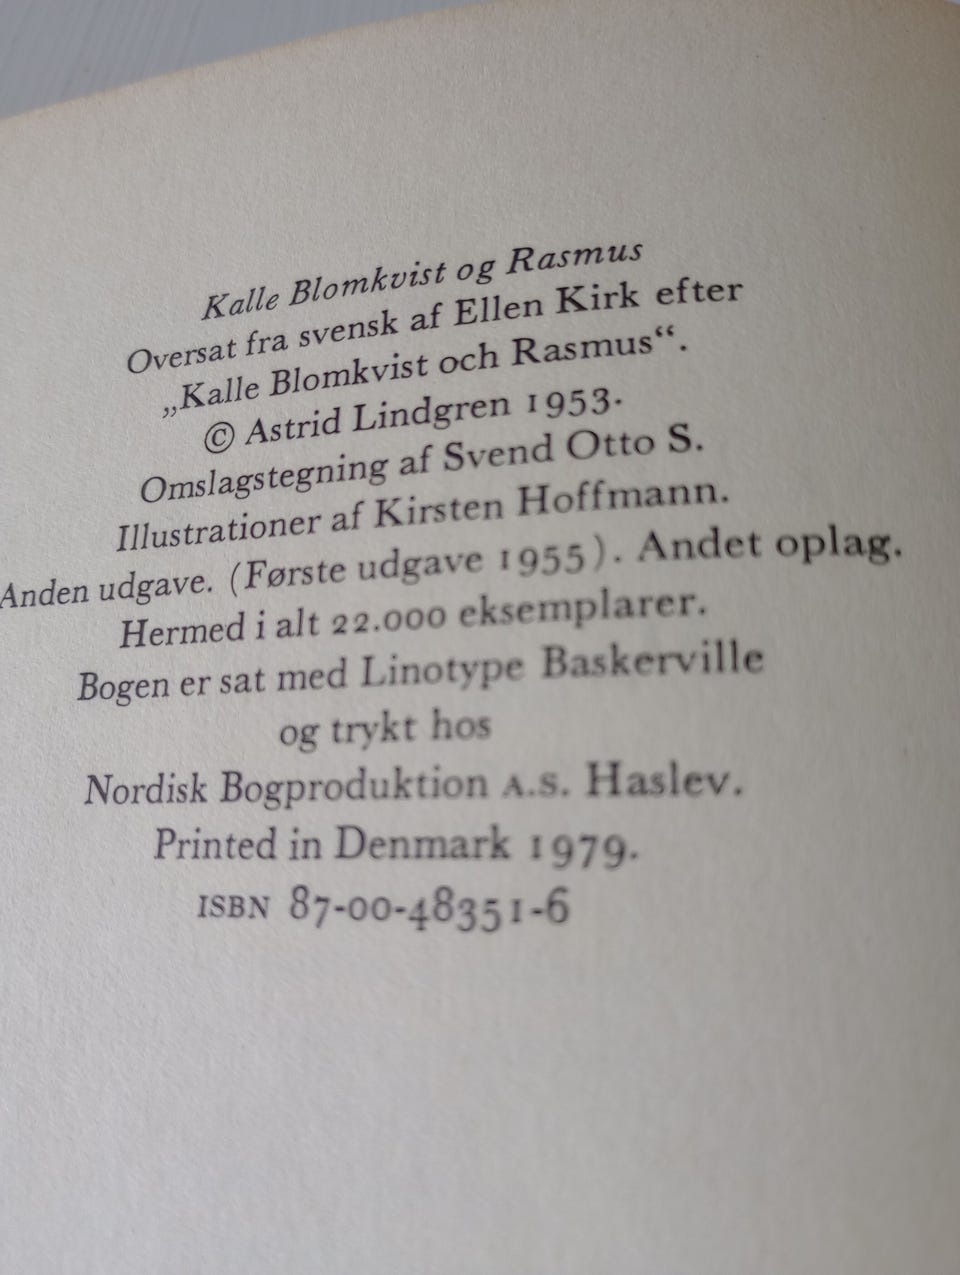 Kalle Blomkvist og Rasmus
Oversat fra svensk af Ellen Kirk efter
„Kalle Blomkvist och Rasmus“.
© Astrid Lindgren 1953.
Omslagstegning af Svend Otto S.
Illustrationer af Kirsten Hoffmann.
Anden udgave. (Første udgave 1955). Andet oplag.
Hermed i alt 22.000 eksemplarer.
Bogen er sat med Linotype Baskerville
og trykt hos
Nordisk Bogproduktion A.S. Haslev.
Printed in Denmark 1979.
ISBN 87-00-48351-6